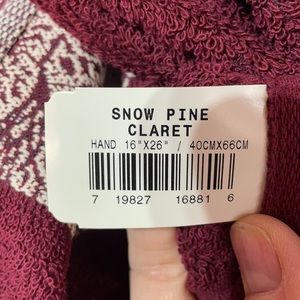 SNOW PINE
CLARET
HAND 16"X26" / 40CMX66CM
7 19827 16881 6